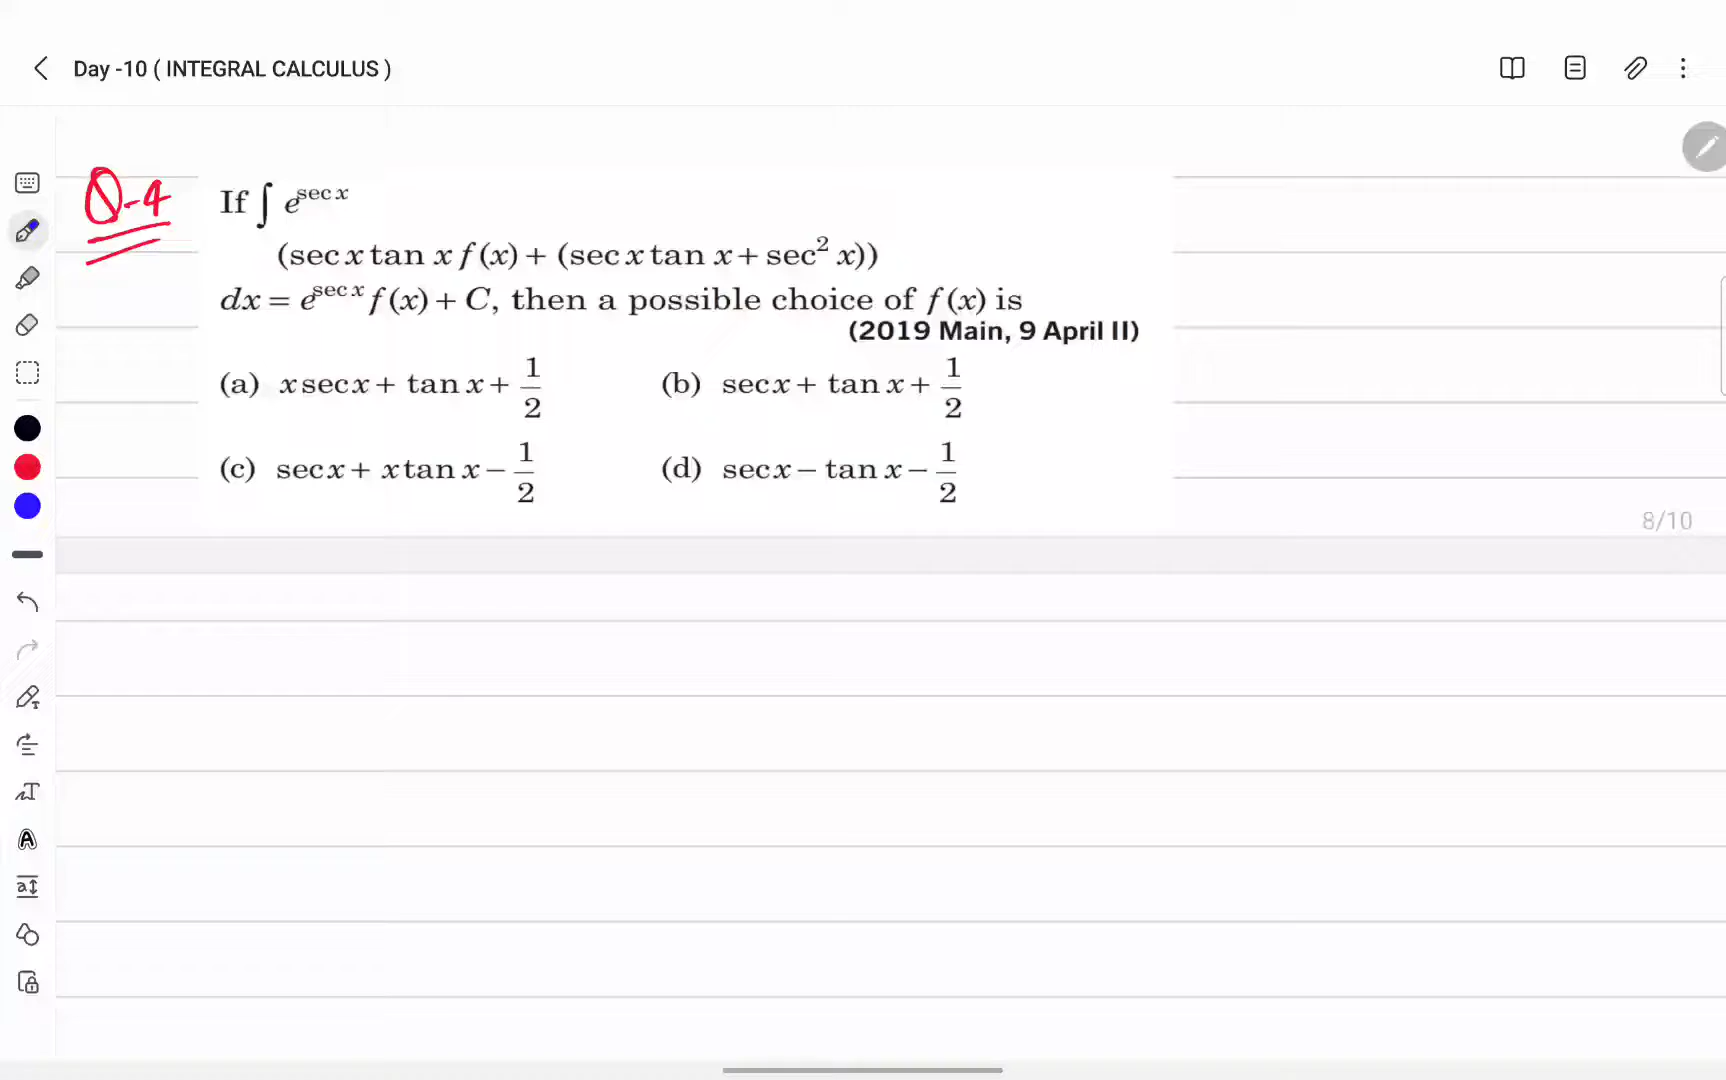 Day -10 ( INTEGRAL CALCULUS )
Q-4
If ∫ e^{sec x}
(sec x tan x f(x) + (sec x tan x + sec² x))
dx = e^{sec x} f(x) + C, then a possible choice of f(x) is
(2019 Main, 9 April II)
(a) x sec x + tan x + 1/2 (b) sec x + tan x + 1/2
(c) sec x + x tan x − 1/2 (d) sec x − tan x − 1/2
8/10